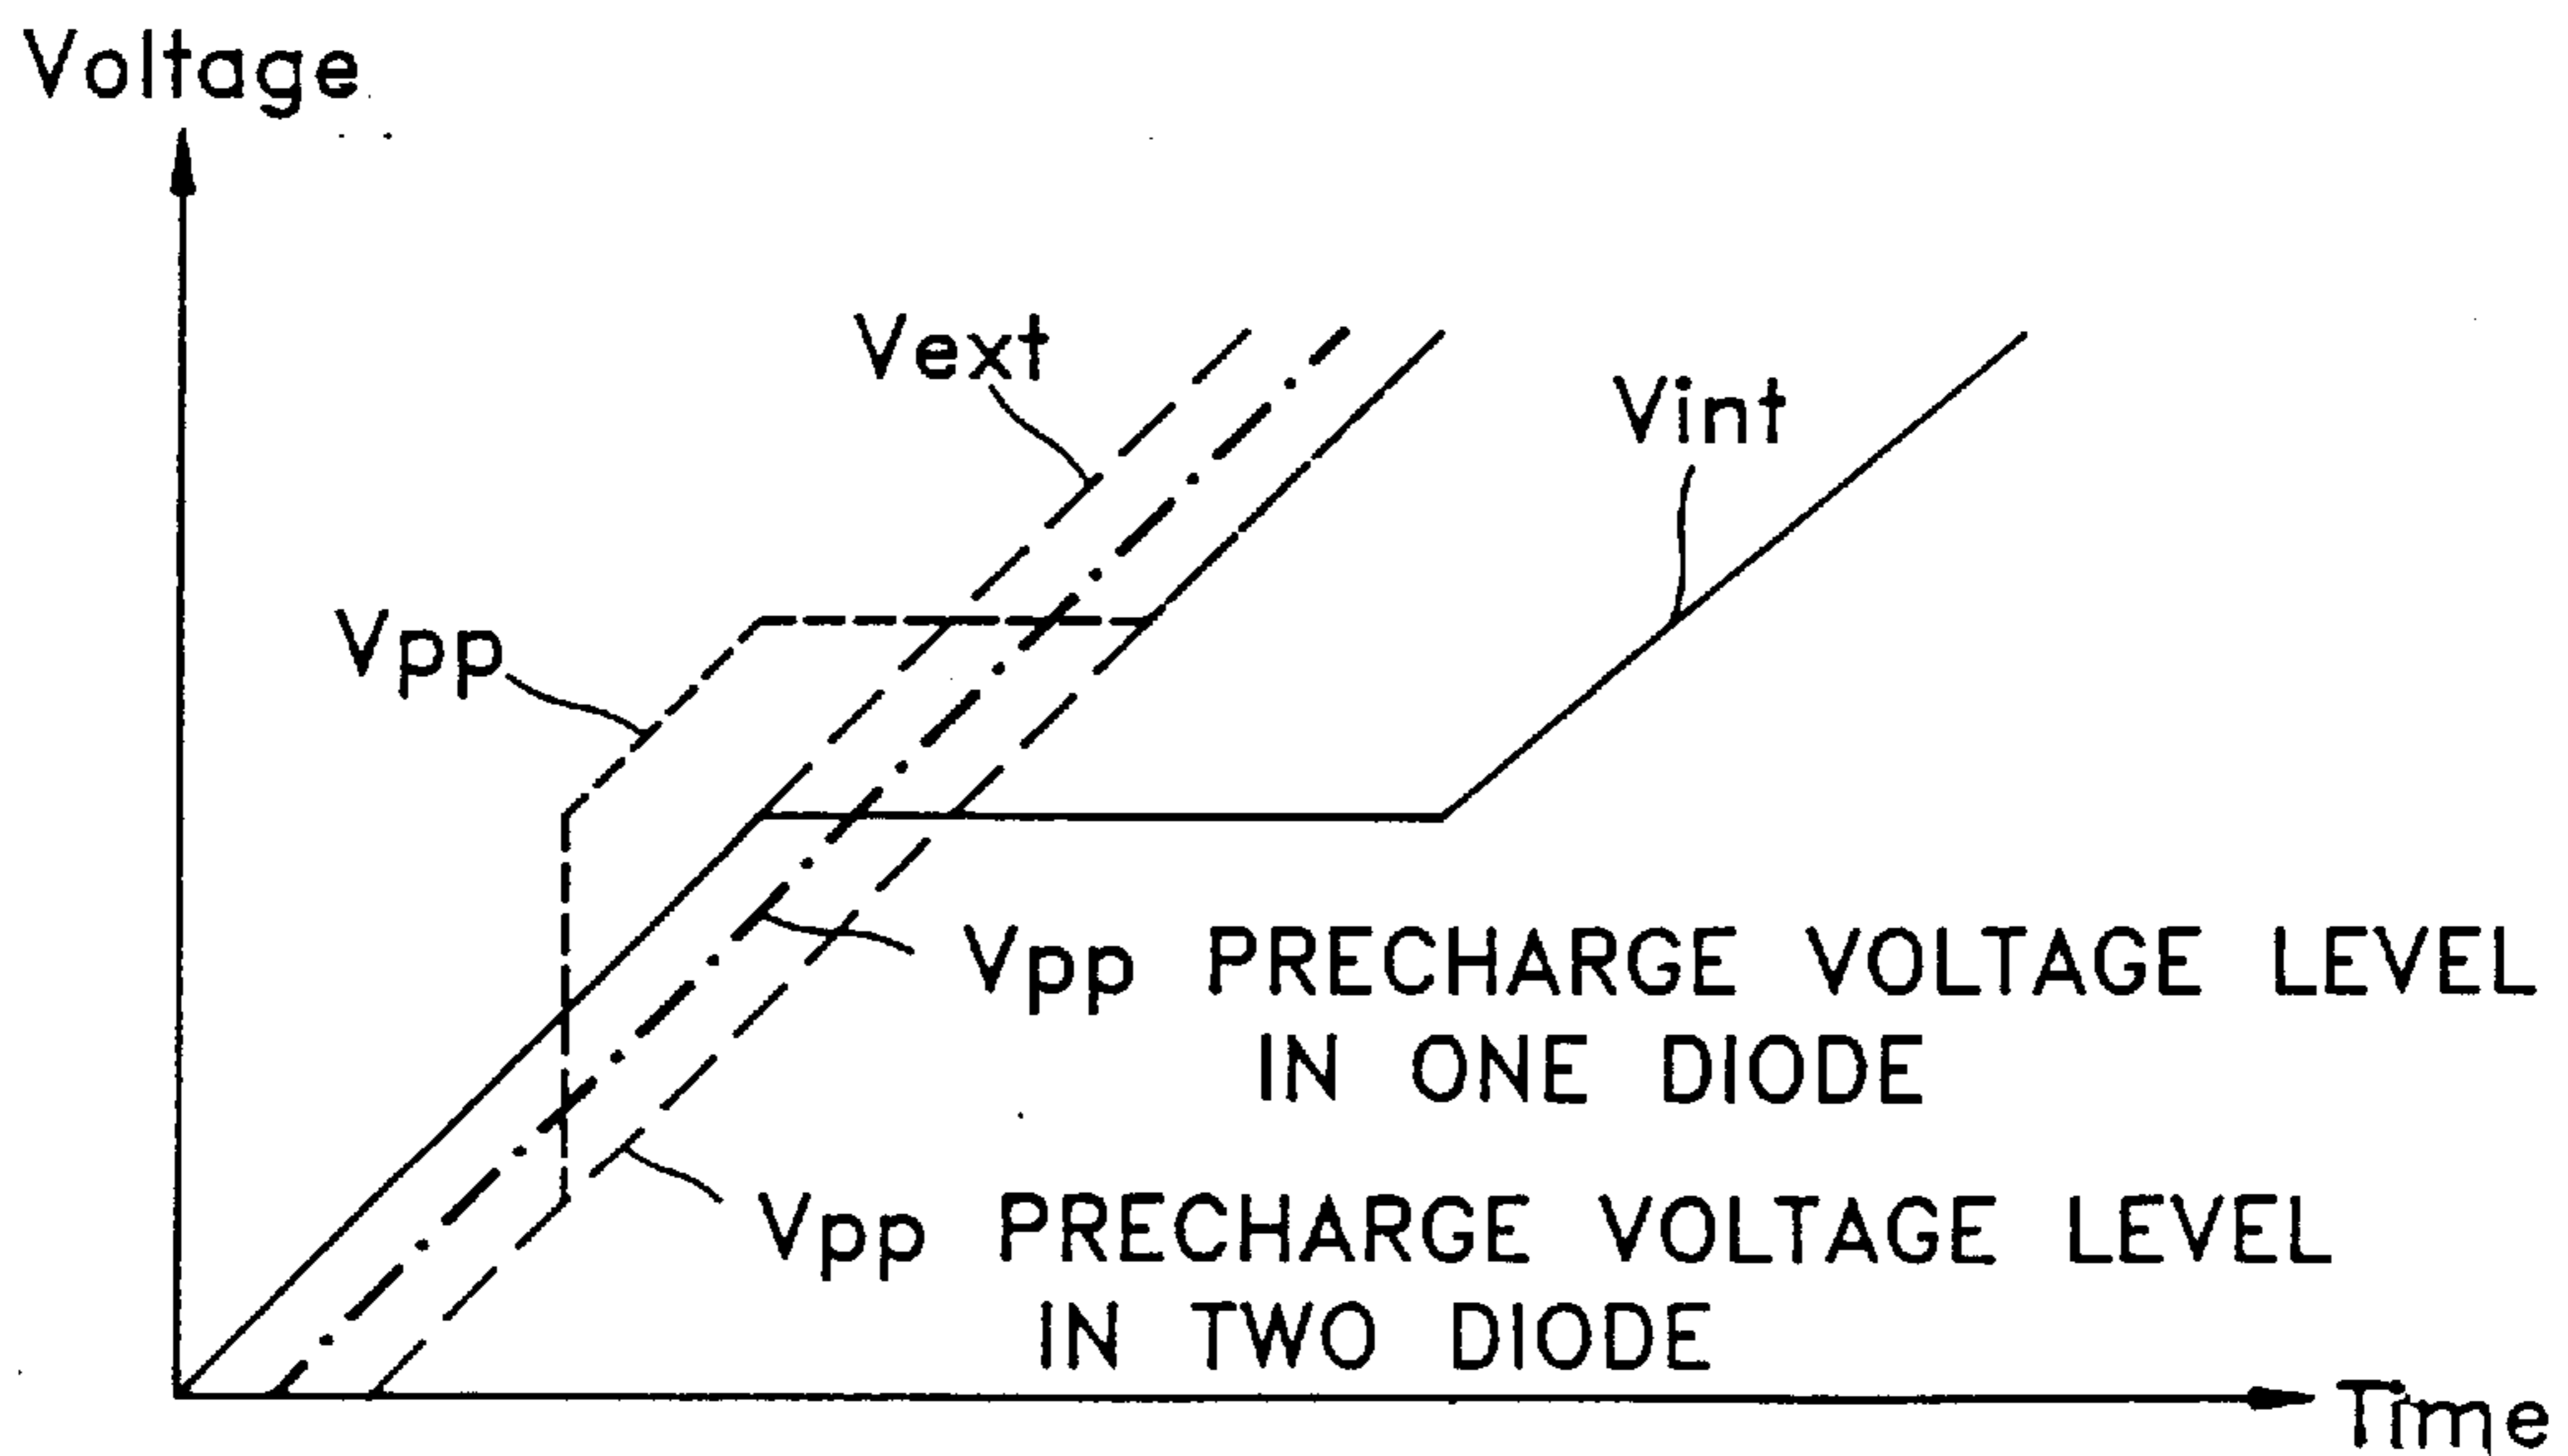 Voltage
Vext
Vint
Vpp
Vpp PRECHARGE VOLTAGE LEVEL
IN ONE DIODE
Vpp PRECHARGE VOLTAGE LEVEL
IN TWO DIODE
Time